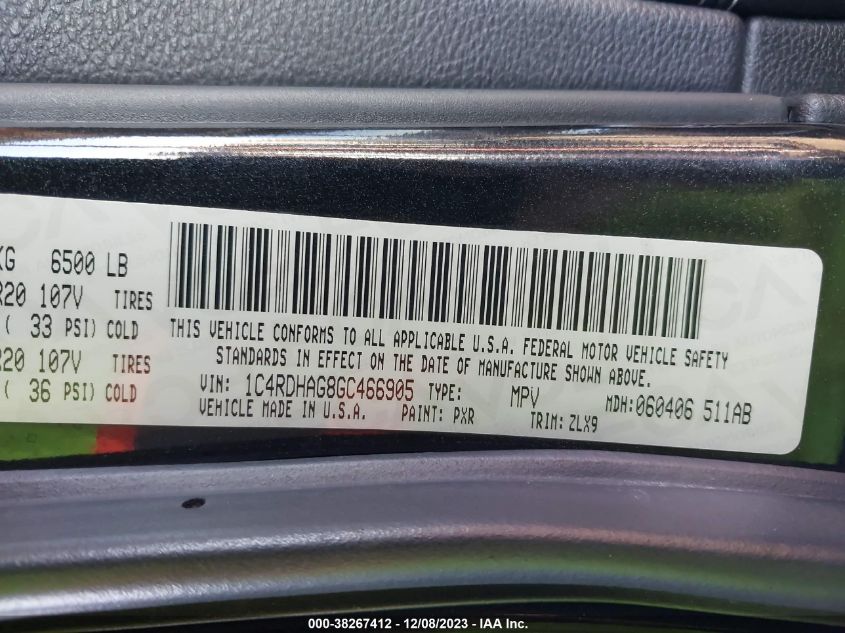 KG 6500 LB
R20 107V TIRES
( 33 PSI) COLD
R20 107V TIRES
( 36 PSI) COLD
THIS VEHICLE CONFORMS TO ALL APPLICABLE U.S.A. FEDERAL MOTOR VEHICLE SAFETY
STANDARDS IN EFFECT ON THE DATE OF MANUFACTURE SHOWN ABOVE.
VIN: 1C4RDHAG8GC466905 TYPE: MPV MDH: 060406 511AB
VEHICLE MADE IN U.S.A. PAINT: PXR TRIM: ZLX9
000-38267412 - 12/08/2023 - IAA Inc.